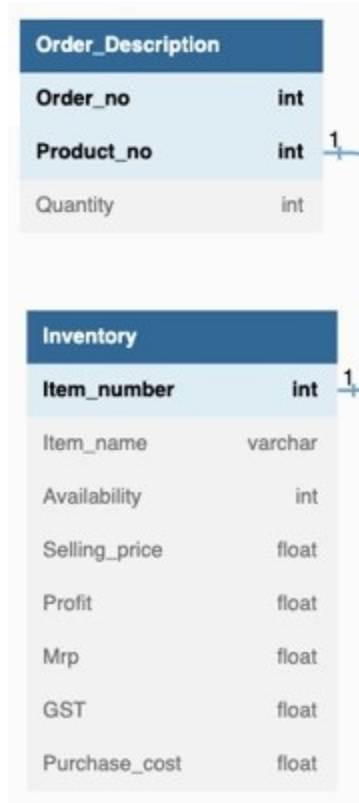 Order_Description
Order_no int
Product_no int 1
Quantity int
Inventory
Item_number int 1
Item_name varchar
Availability int
Selling_price float
Profit float
Mrp float
GST float
Purchase_cost float